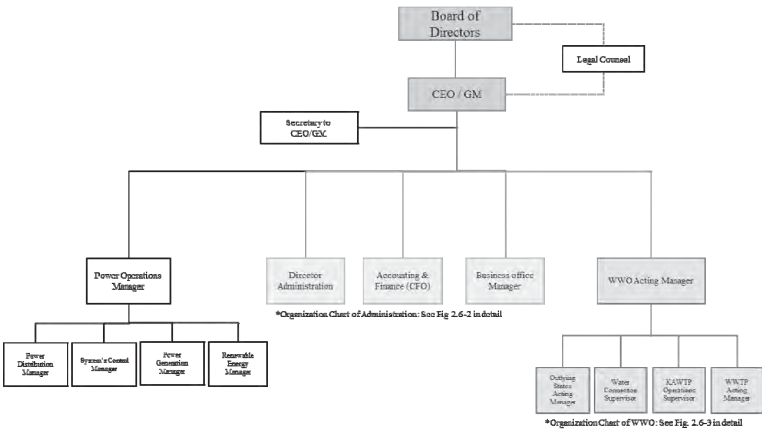 Board of
Directors
Legal Counsel
CEO / GM
Secretary to
CEO/GM
Power Operations
Manager
Director
Administration
Accounting &
Finance (CFO)
Business office
Manager
WWO Acting Manager
*Organization Chart of Administration: See Fig 2.6-2 in detail
Power
Distribution
Manager
System's Control
Manager
Power
Generation
Manager
Renewable
Energy
Manager
Outlying
States
Acting
Manager
Water
Connection
Supervisor
KAWTP
Operations
Supervisor
WWTP
Acting
Manager
*Organization Chart of WWO: See Fig. 2.6-3 in detail